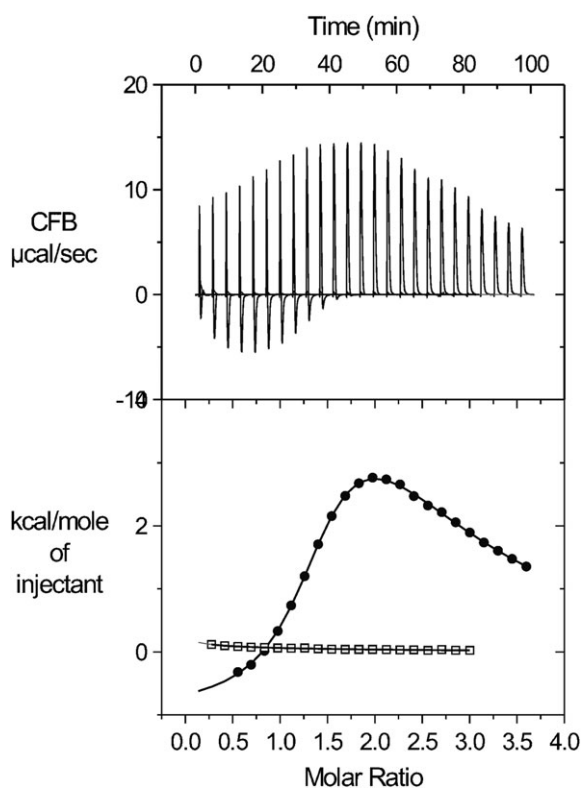 Time (min)
0 20 40 60 80 100
20
10
0
-10
CFB
µcal/sec
4
2
0
kcal/mole
of
injectant
0.0 0.5 1.0 1.5 2.0 2.5 3.0 3.5 4.0
Molar Ratio